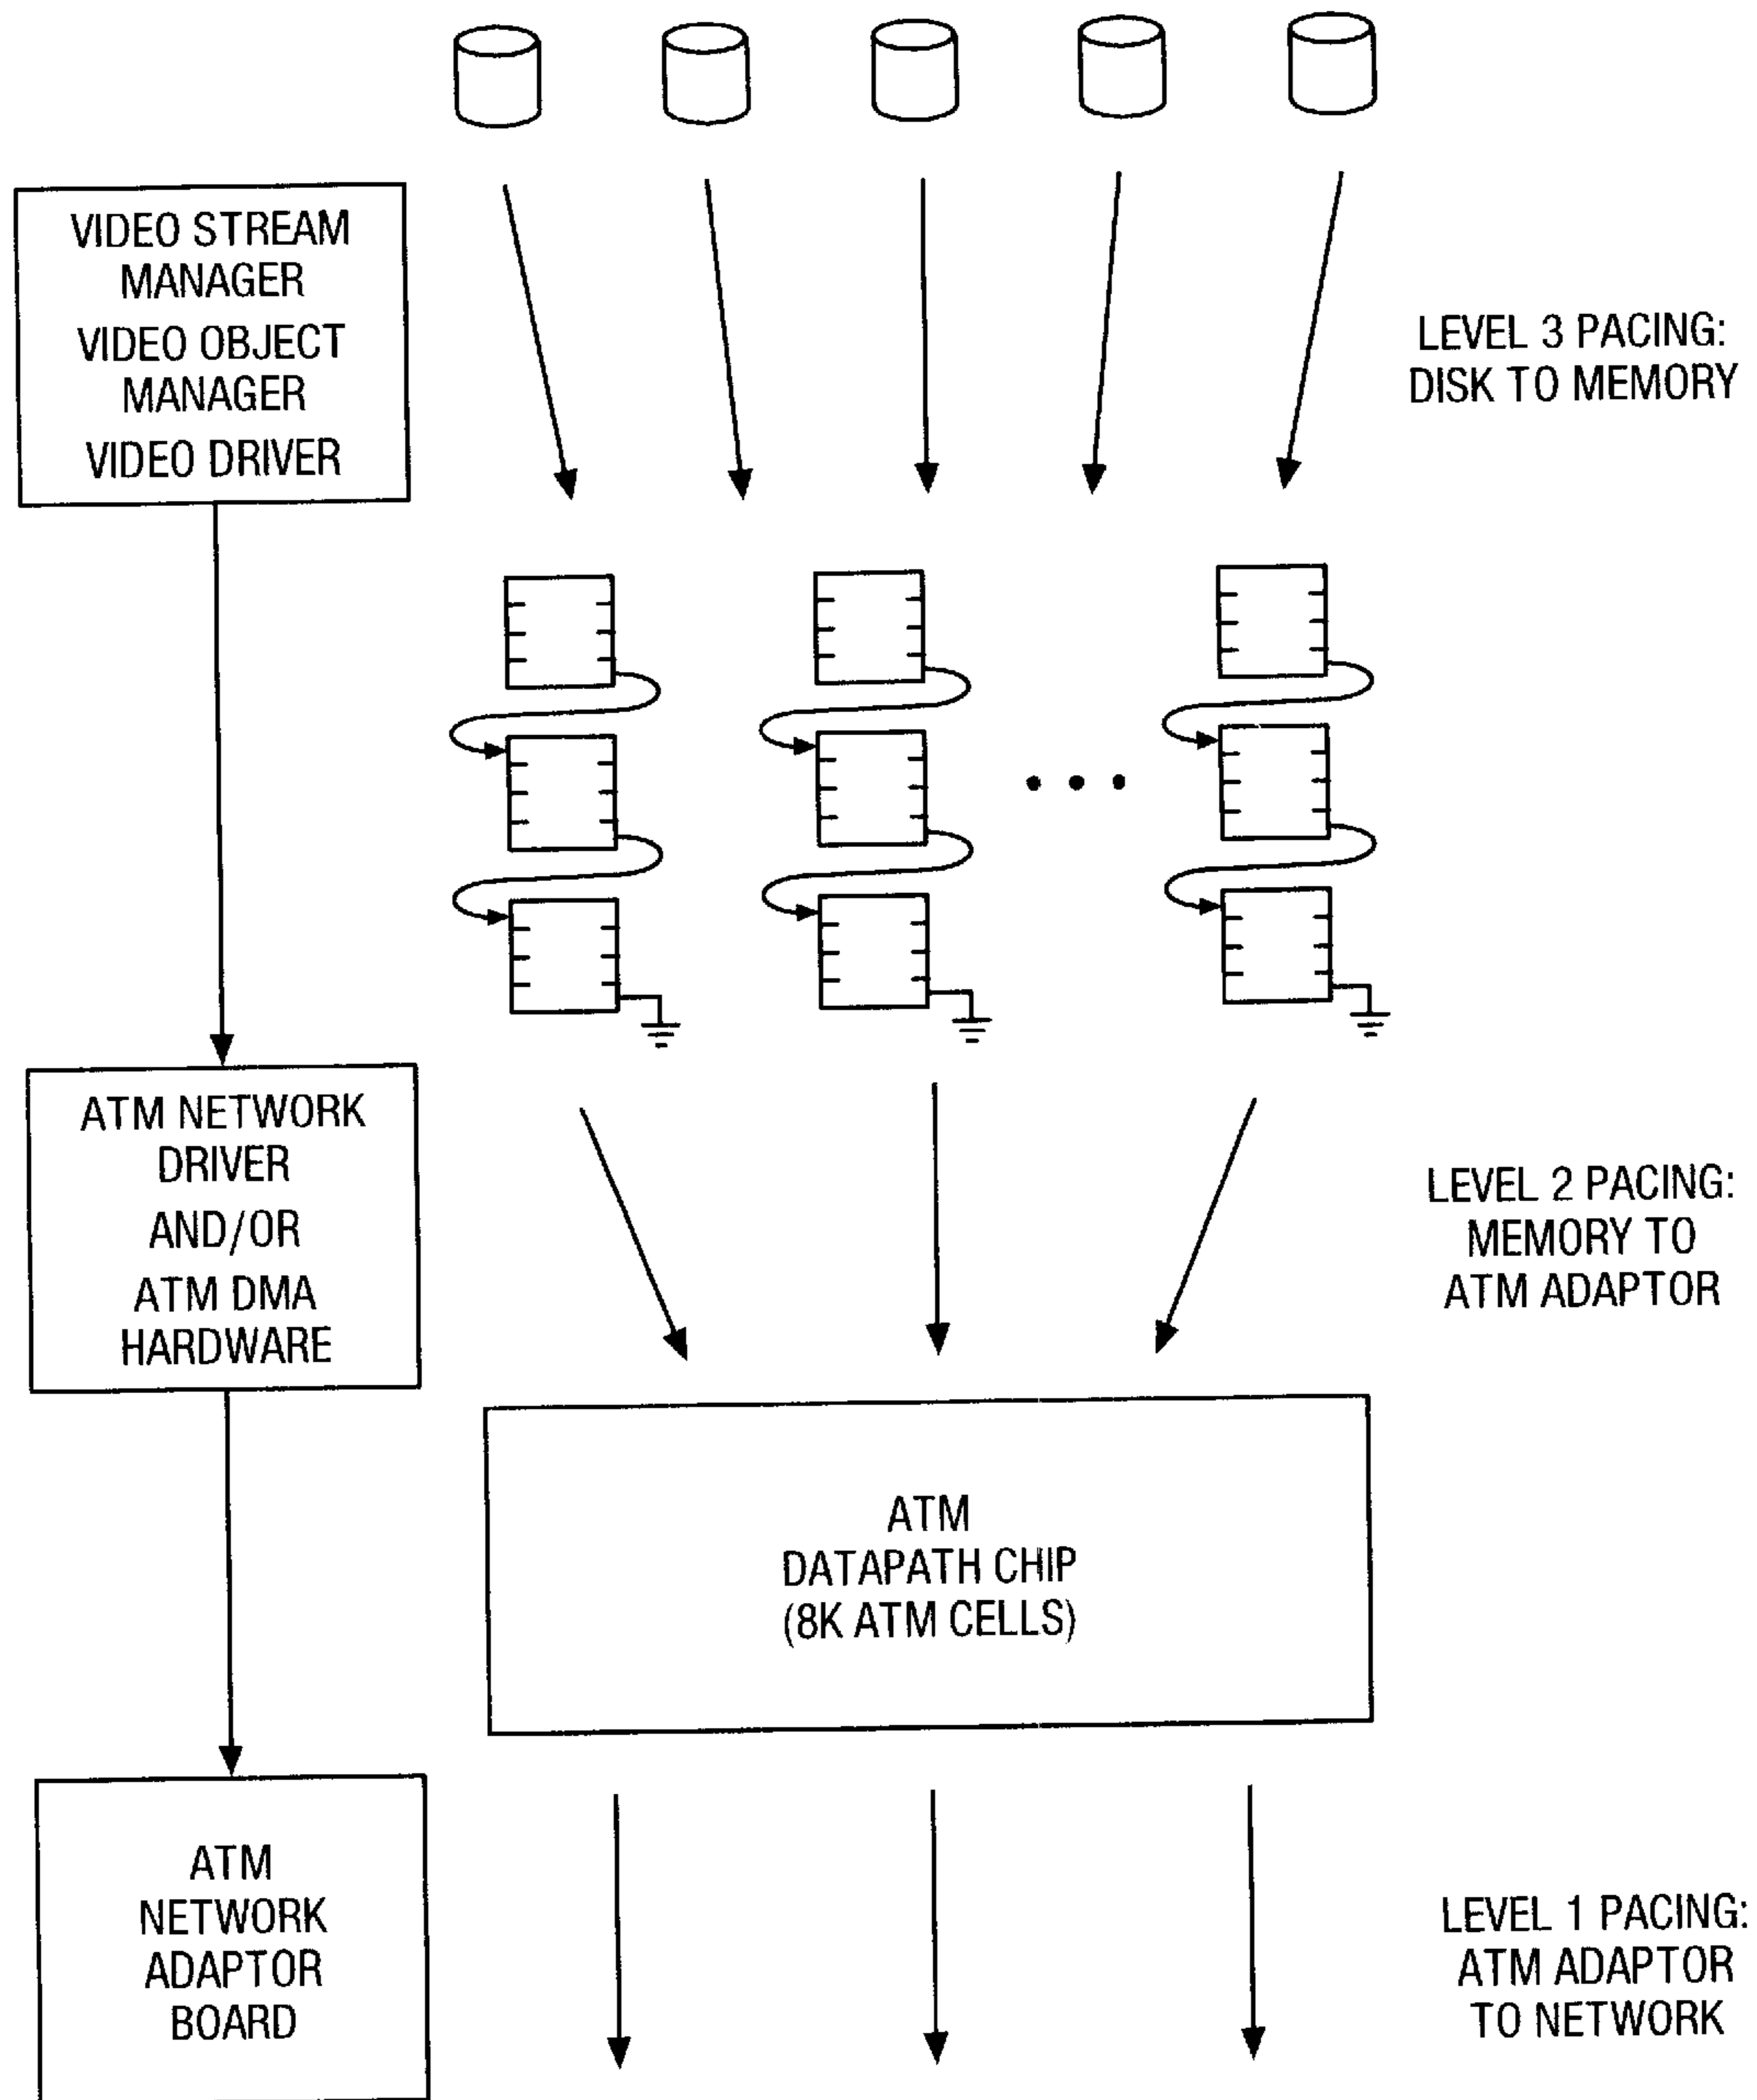 VIDEO STREAM
MANAGER
VIDEO OBJECT
MANAGER
VIDEO DRIVER
LEVEL 3 PACING:
DISK TO MEMORY
ATM NETWORK
DRIVER
AND/OR
ATM DMA
HARDWARE
LEVEL 2 PACING:
MEMORY TO
ATM ADAPTOR
ATM
DATAPATH CHIP
(8K ATM CELLS)
ATM
NETWORK
ADAPTOR
BOARD
LEVEL 1 PACING:
ATM ADAPTOR
TO NETWORK